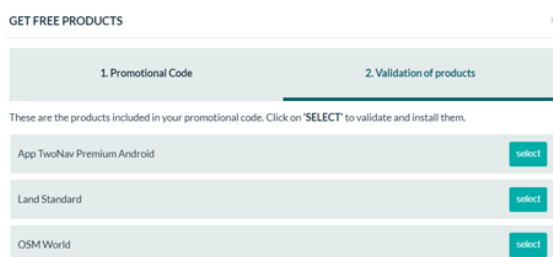 GET FREE PRODUCTS
1. Promotional Code
2. Validation of products
These are the products included in your promotional code. Click on 'SELECT' to validate and install them.
App TwoNav Premium Android
select
Land Standard
select
OSM World
select